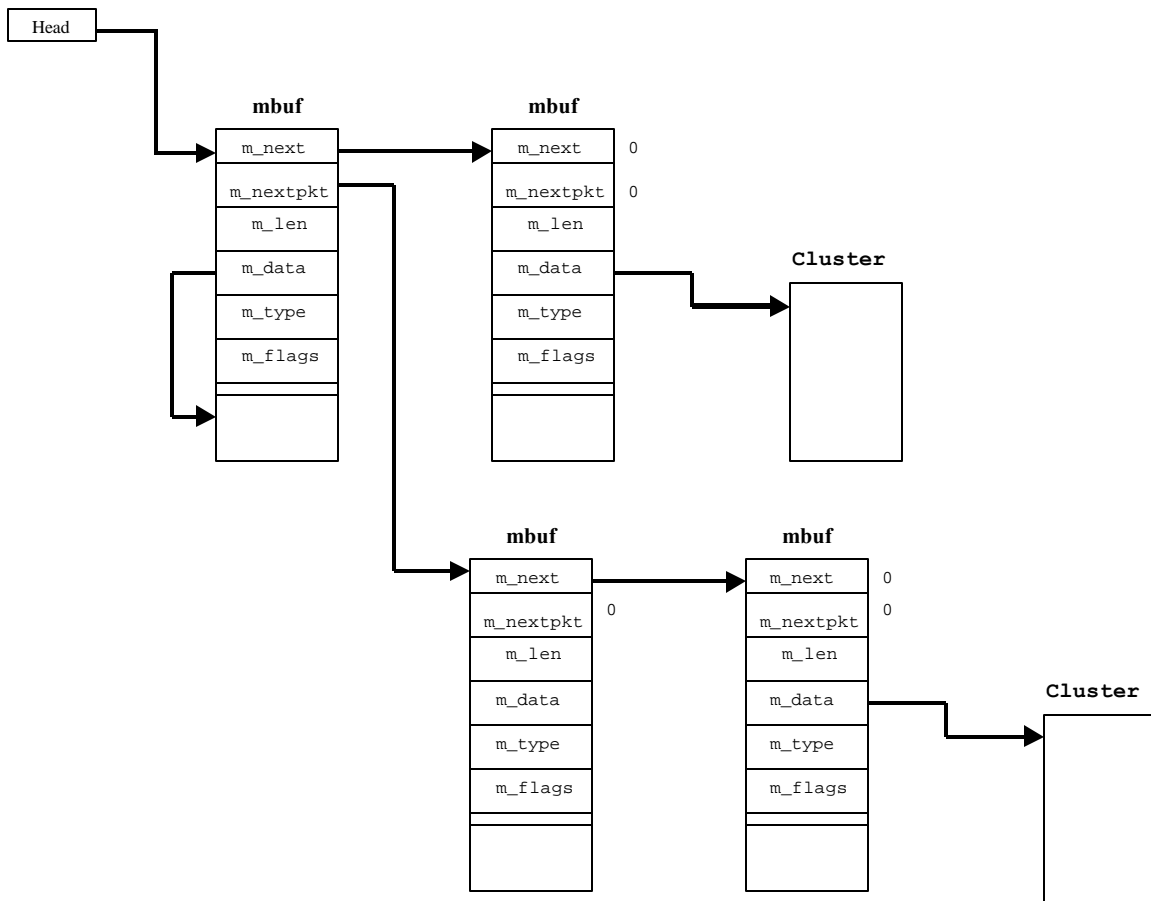 Head
mbuf
m_next
m_nextpkt
m_len
m_data
m_type
m_flags
mbuf
m_next
0
m_nextpkt
0
m_len
m_data
m_type
m_flags
Cluster
mbuf
m_next
m_nextpkt
0
m_len
m_data
m_type
m_flags
mbuf
m_next
0
m_nextpkt
0
m_len
m_data
m_type
m_flags
Cluster